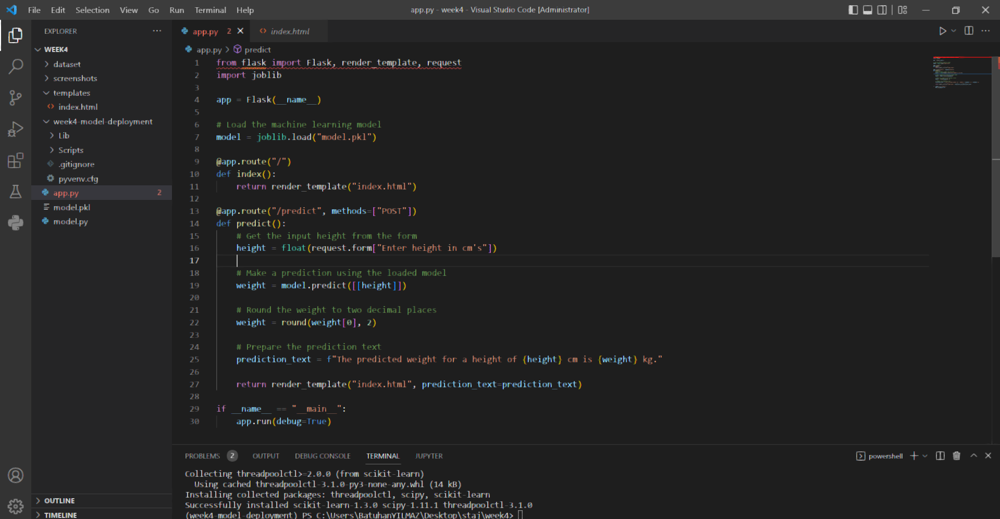 File Edit Selection View Go Run Terminal Help app.py - week4 - Visual Studio Code [Administrator]
EXPLORER ···
WEEK4
dataset
screenshots
templates
index.html
week4-model-deployment
Lib
Scripts
.gitignore
pyvenv.cfg
app.py 2
model.pkl
model.py
OUTLINE
TIMELINE
app.py 2 index.html
app.py > predict
1 from flask import Flask, render_template, request
2 import joblib
3
4 app = Flask(__name__)
5
6 # Load the machine learning model
7 model = joblib.load("model.pkl")
8
9 @app.route("/")
10 def index():
11 return render_template("index.html")
12
13 @app.route("/predict", methods=["POST"])
14 def predict():
15 # Get the input height from the form
16 height = float(request.form["Enter height in cm's"])
17
18 # Make a prediction using the loaded model
19 weight = model.predict([[height]])
20
21 # Round the weight to two decimal places
22 weight = round(weight[0], 2)
23
24 # Prepare the prediction text
25 prediction_text = f"The predicted weight for a height of {height} cm is {weight} kg."
26
27 return render_template("index.html", prediction_text=prediction_text)
28
29 if __name__ == "__main__":
30 app.run(debug=True)
PROBLEMS 2 OUTPUT DEBUG CONSOLE TERMINAL JUPYTER powershell
Collecting threadpoolctl>=2.0.0 (from scikit-learn)
Using cached threadpoolctl-3.1.0-py3-none-any.whl (14 kB)
Installing collected packages: threadpoolctl, scipy, scikit-learn
Successfully installed scikit-learn-1.3.0 scipy-1.11.1 threadpoolctl-3.1.0
(week4-model-deployment) PS C:\Users\BatuhanYILMAZ\Desktop\staj\week4>